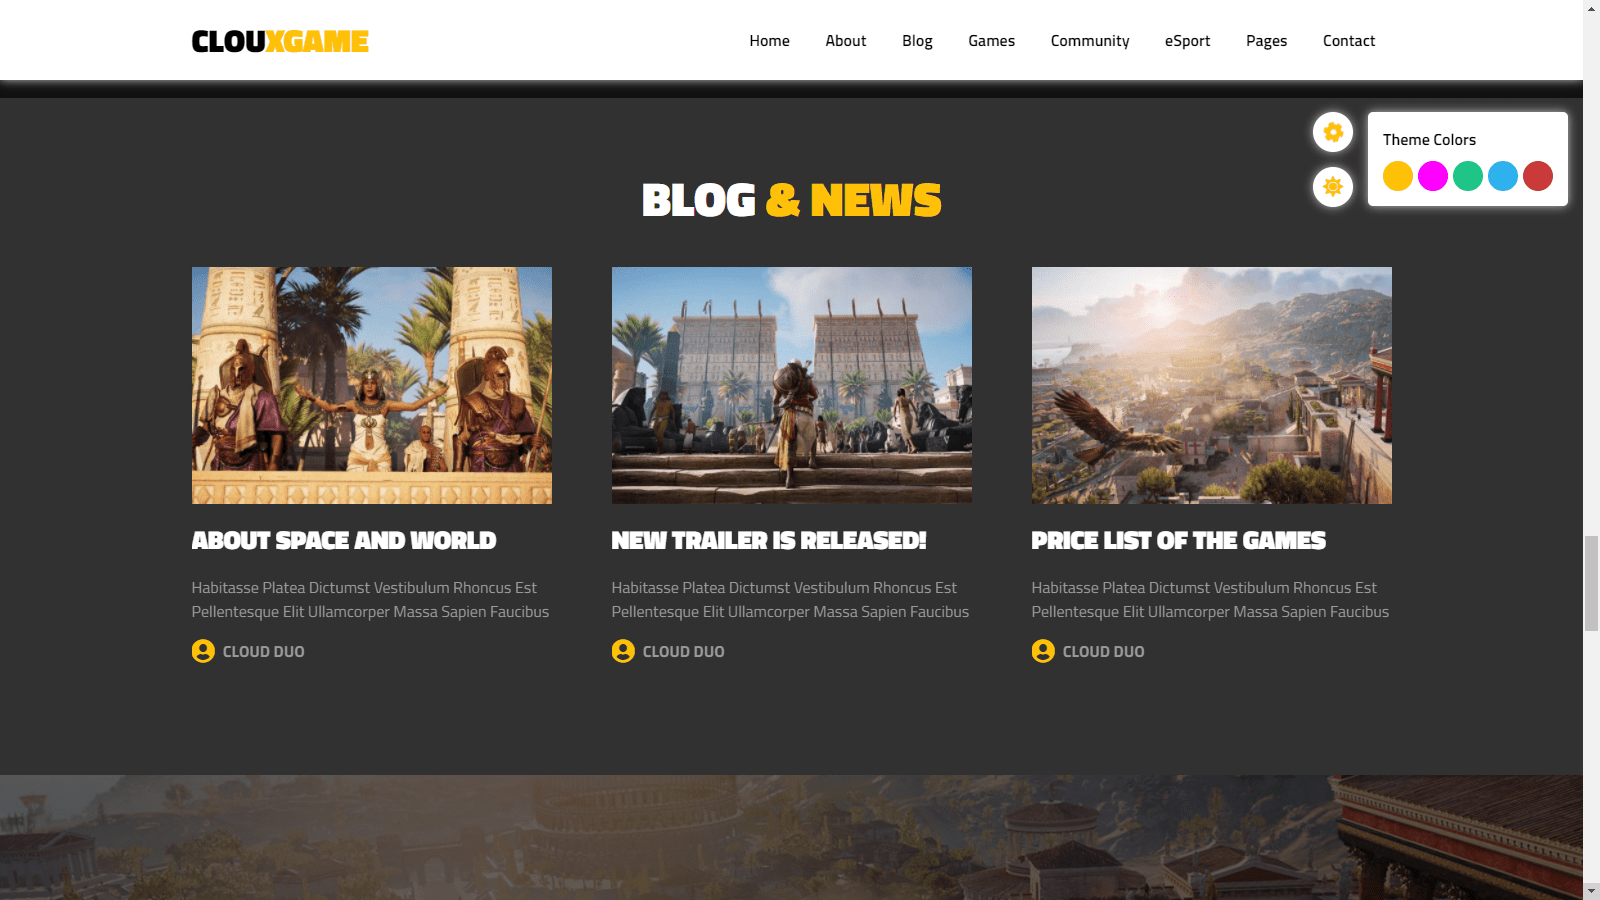 CLOUXGAME
Home About Blog Games Community eSport Pages Contact
Theme Colors
BLOG & NEWS
ABOUT SPACE AND WORLD
Habitasse Platea Dictumst Vestibulum Rhoncus Est
Pellentesque Elit Ullamcorper Massa Sapien Faucibus
CLOUD DUO
NEW TRAILER IS RELEASED!
Habitasse Platea Dictumst Vestibulum Rhoncus Est
Pellentesque Elit Ullamcorper Massa Sapien Faucibus
CLOUD DUO
PRICE LIST OF THE GAMES
Habitasse Platea Dictumst Vestibulum Rhoncus Est
Pellentesque Elit Ullamcorper Massa Sapien Faucibus
CLOUD DUO